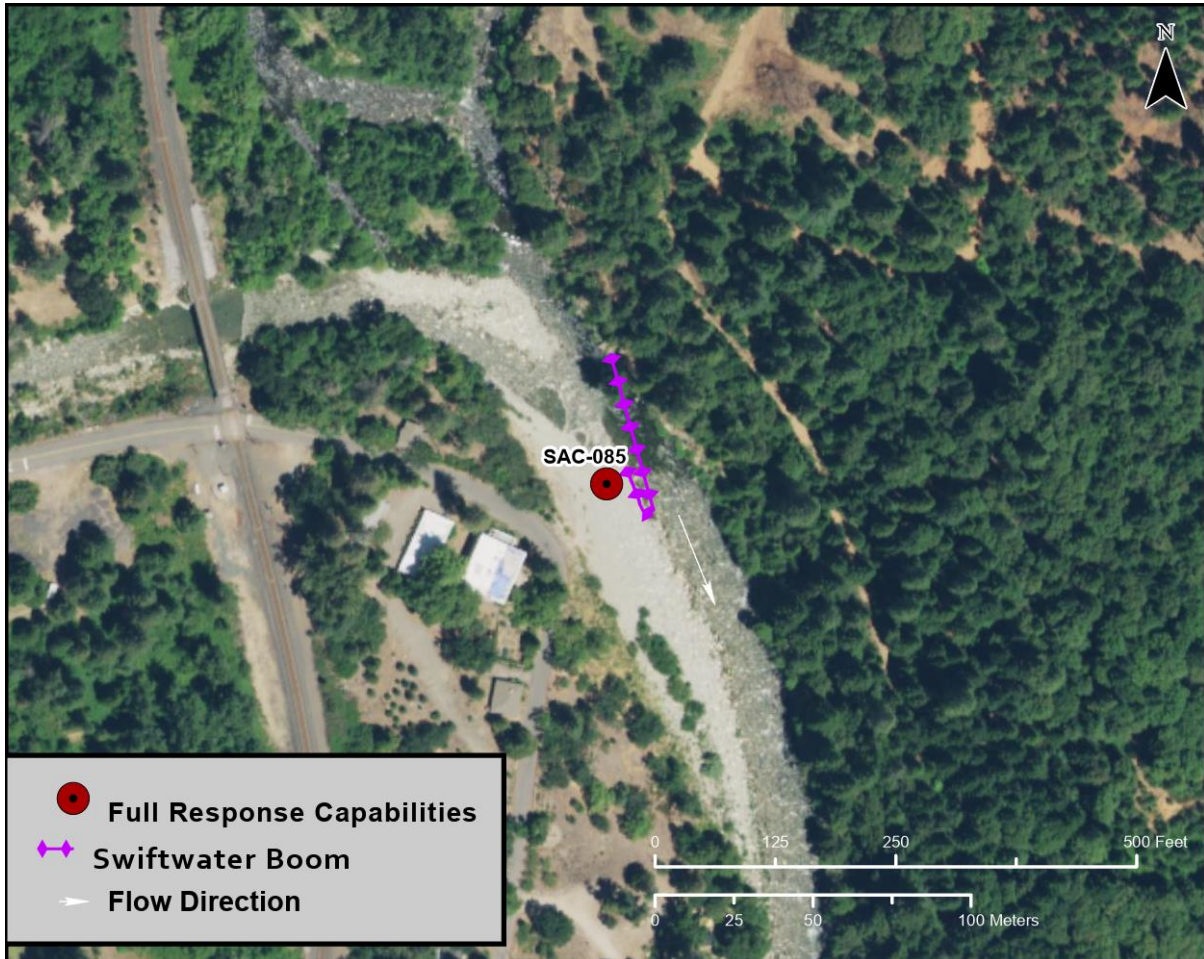 N
SAC-085
Full Response Capabilities
Swiftwater Boom
Flow Direction
0 125 250 500 Feet
0 25 50 100 Meters